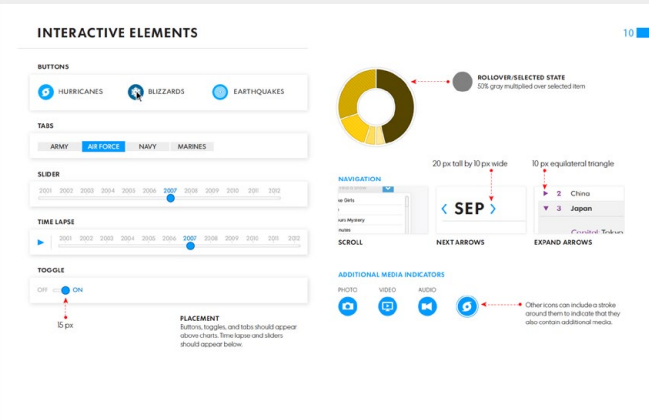 INTERACTIVE ELEMENTS
10
BUTTONS
HURRICANES
BLIZZARDS
EARTHQUAKES
TABS
ARMY
AIR FORCE
NAVY
MARINES
SLIDER
2001 2002 2003 2004 2005 2006 2007 2008 2009 2010 2011 2012
TIME LAPSE
2001 2002 2003 2004 2005 2006 2007 2008 2009 2010 2011 2012
TOGGLE
OFF
ON
15 px
PLACEMENT
Buttons, toggles, and tabs should appear
above charts. Time lapse and sliders
should appear below.
ROLLOVER/SELECTED STATE
50% gray multiplied over selected item
20 px tall by 10 px wide
10 px equilateral triangle
NAVIGATION
Girls
Mystery
SCROLL
SEP
NEXT ARROWS
2 China
3 Japan
Capital: Tokyo
EXPAND ARROWS
ADDITIONAL MEDIA INDICATORS
PHOTO
VIDEO
AUDIO
Other icons can include a stroke
around them to indicate that they
also contain additional media.